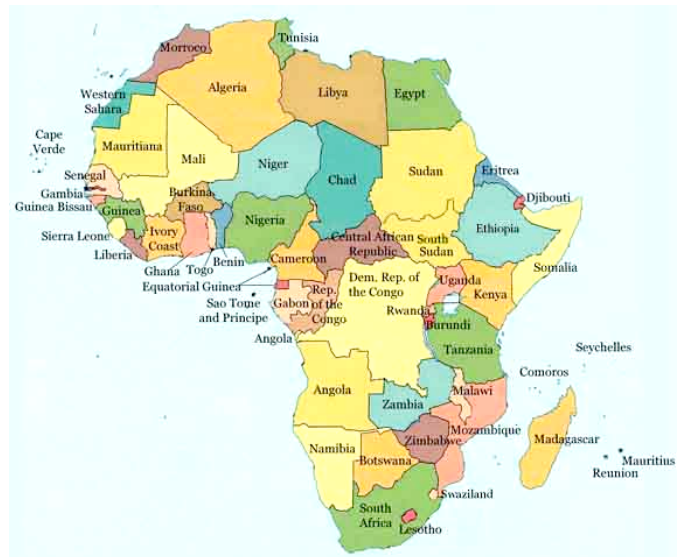 Tunisia
Morroco
Algeria
Libya
Egypt
Western
Sahara
Cape
Verde
Mauritiana
Mali
Niger
Chad
Sudan
Eritrea
Senegal
Gambia
Guinea Bissau
Guinea
Burkina
Faso
Djibouti
Sierra Leone
Ivory
Coast
Nigeria
Ethiopia
Liberia
Central African
Republic
South
Sudan
Ghana
Togo
Benin
Cameroon
Somalia
Equatorial Guinea
Dem. Rep. of
the Congo
Uganda
Kenya
Sao Tome
and Principe
Gabon
Rep.
of the
Congo
Rwanda
Burundi
Angola
Tanzania
Seychelles
Comoros
Angola
Zambia
Malawi
Mozambique
Zimbabwe
Madagascar
Namibia
Botswana
Mauritius
Reunion
Swaziland
South
Africa
Lesotho